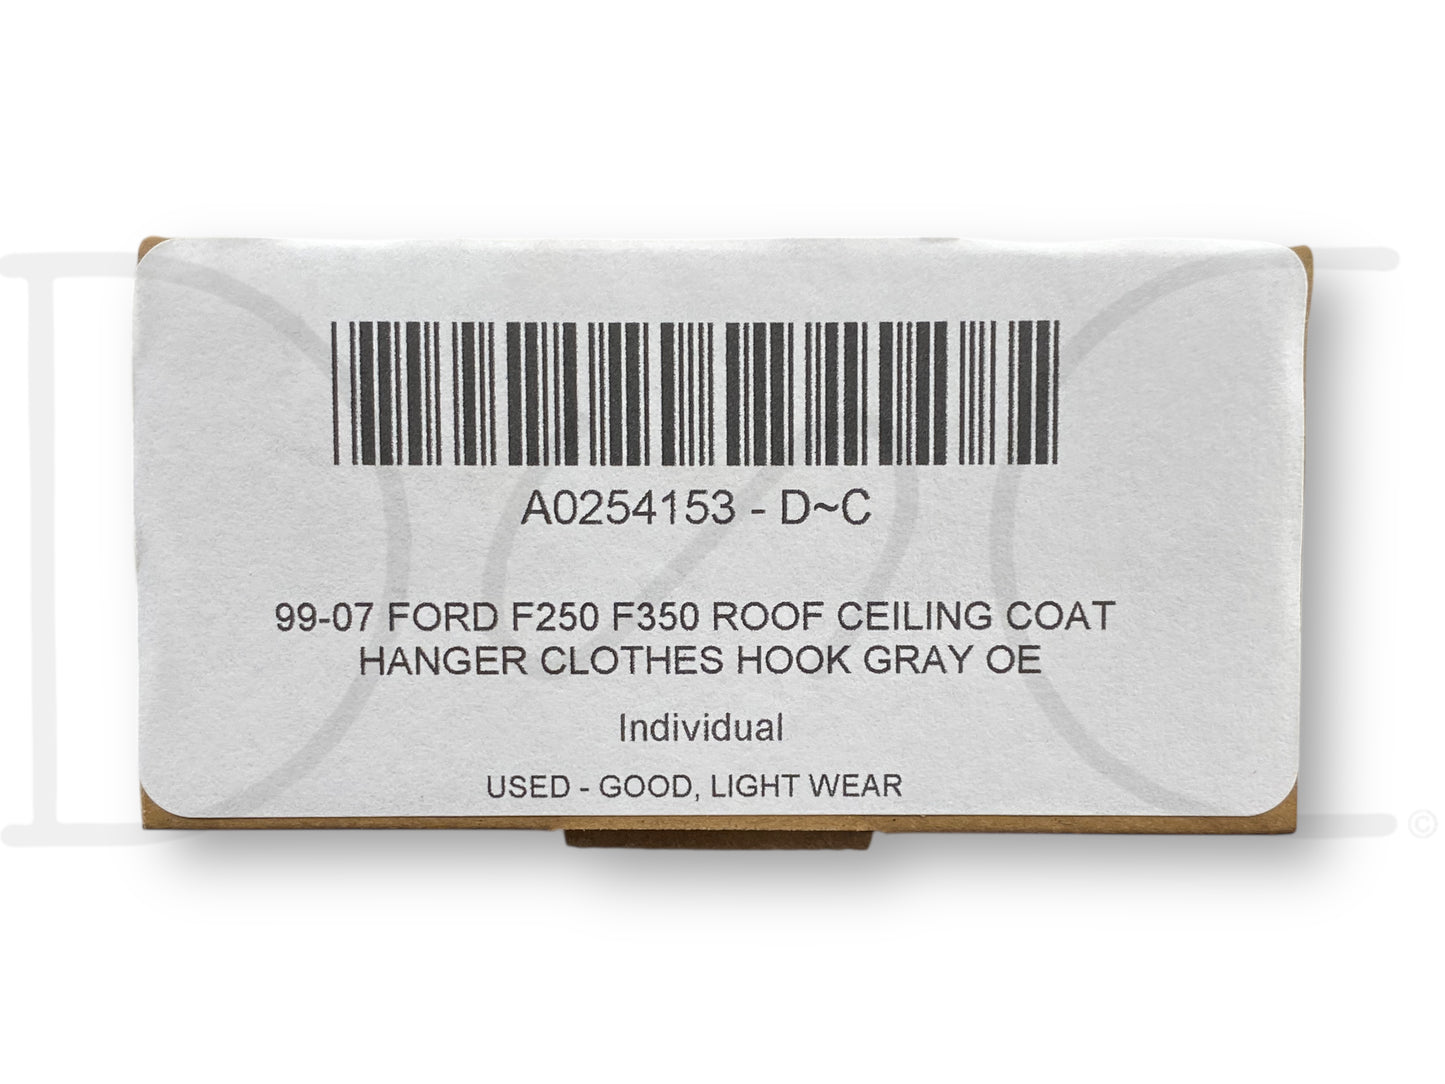 A0254153 - D~C
99-07 FORD F250 F350 ROOF CEILING COAT
HANGER CLOTHES HOOK GRAY OE
Individual
USED - GOOD, LIGHT WEAR
©